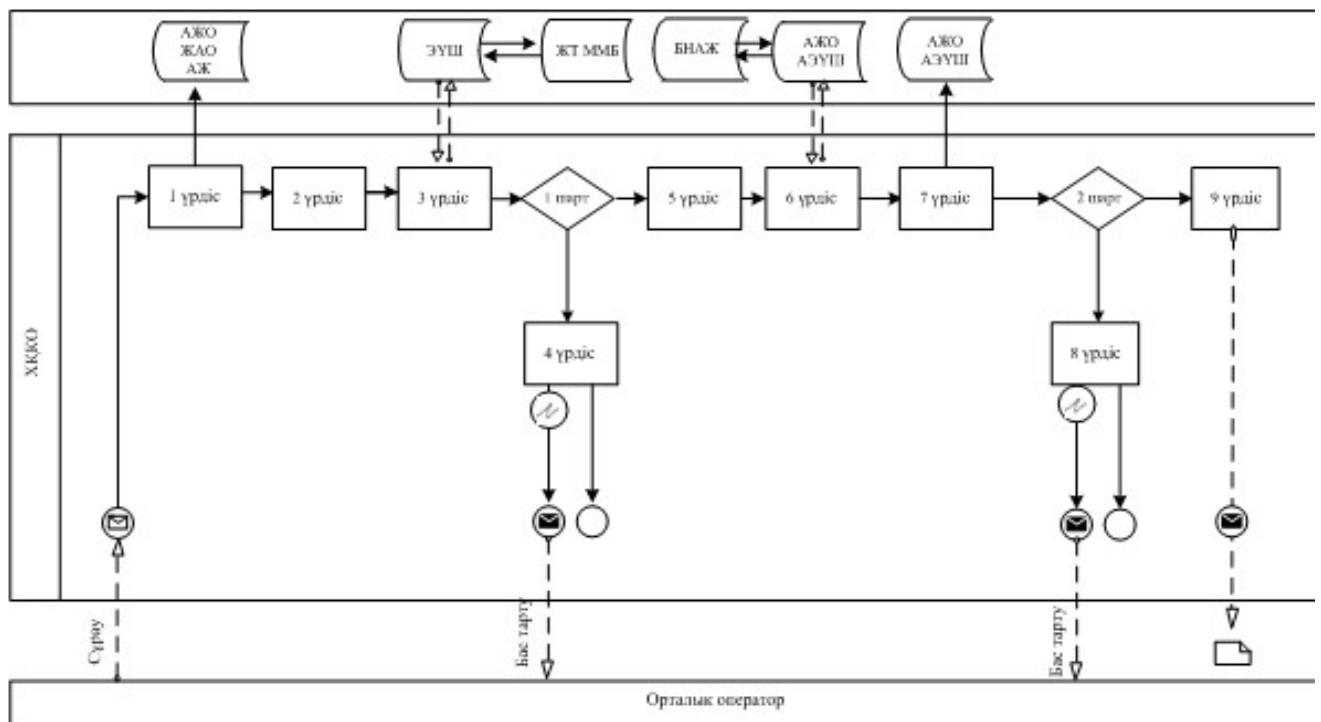 АЖО
ЖАО
АЖ
ЭҮШ
ЖТ ММБ
БНАЖ
АЖО
АЭҮШ
АЖО
АЭҮШ
ХҚКО
1 үрдіс
2 үрдіс
3 үрдіс
1 шарт
5 үрдіс
6 үрдіс
7 үрдіс
2 шарт
9 үрдіс
4 үрдіс
8 үрдіс
Сұрау
Бас тарту
Бас тарту
Орталык оператор